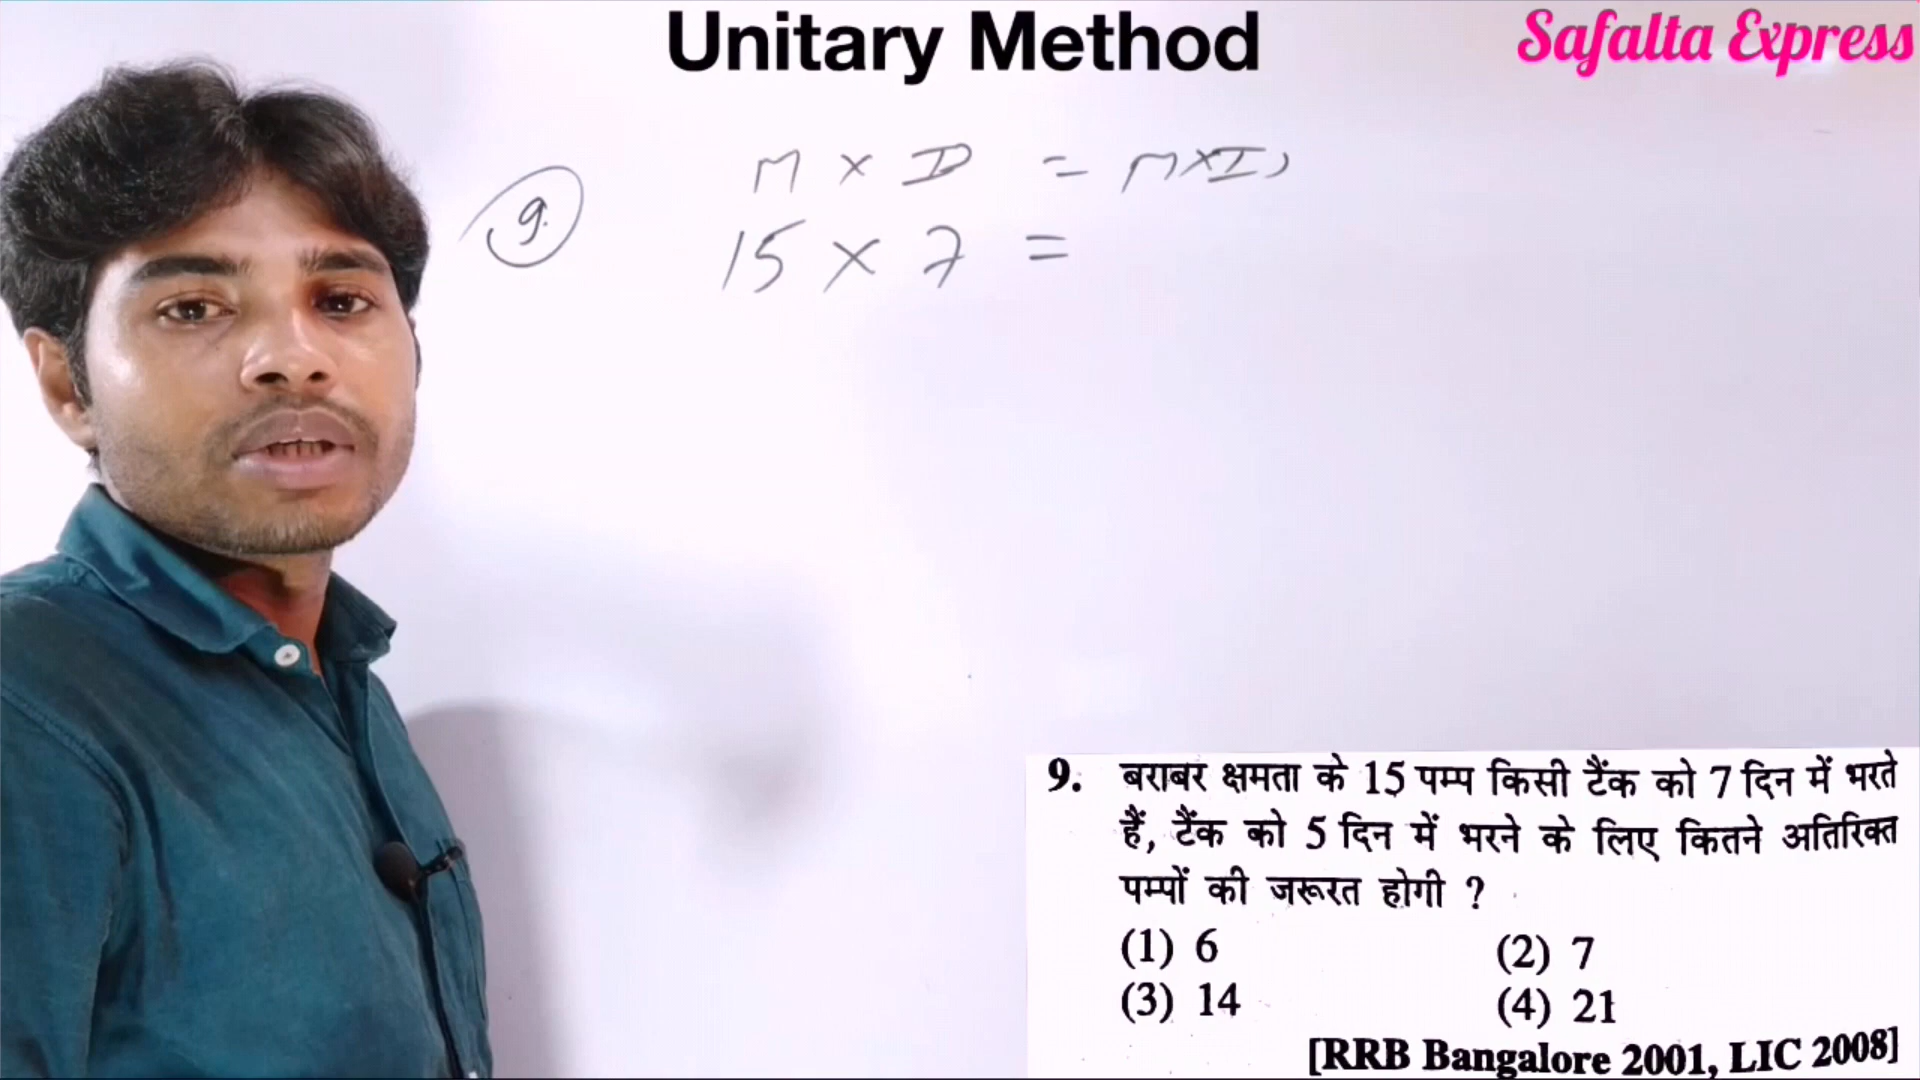 Unitary Method
Safalta Express
9.
M × D = M × D
15 × 7 =
9. बराबर क्षमता के 15 पम्प किसी टैंक को 7 दिन में भरते
हैं, टैंक को 5 दिन में भरने के लिए कितने अतिरिक्त
पम्पों की जरूरत होगी ?
(1) 6 (2) 7
(3) 14 (4) 21
[RRB Bangalore 2001, LIC 2008]